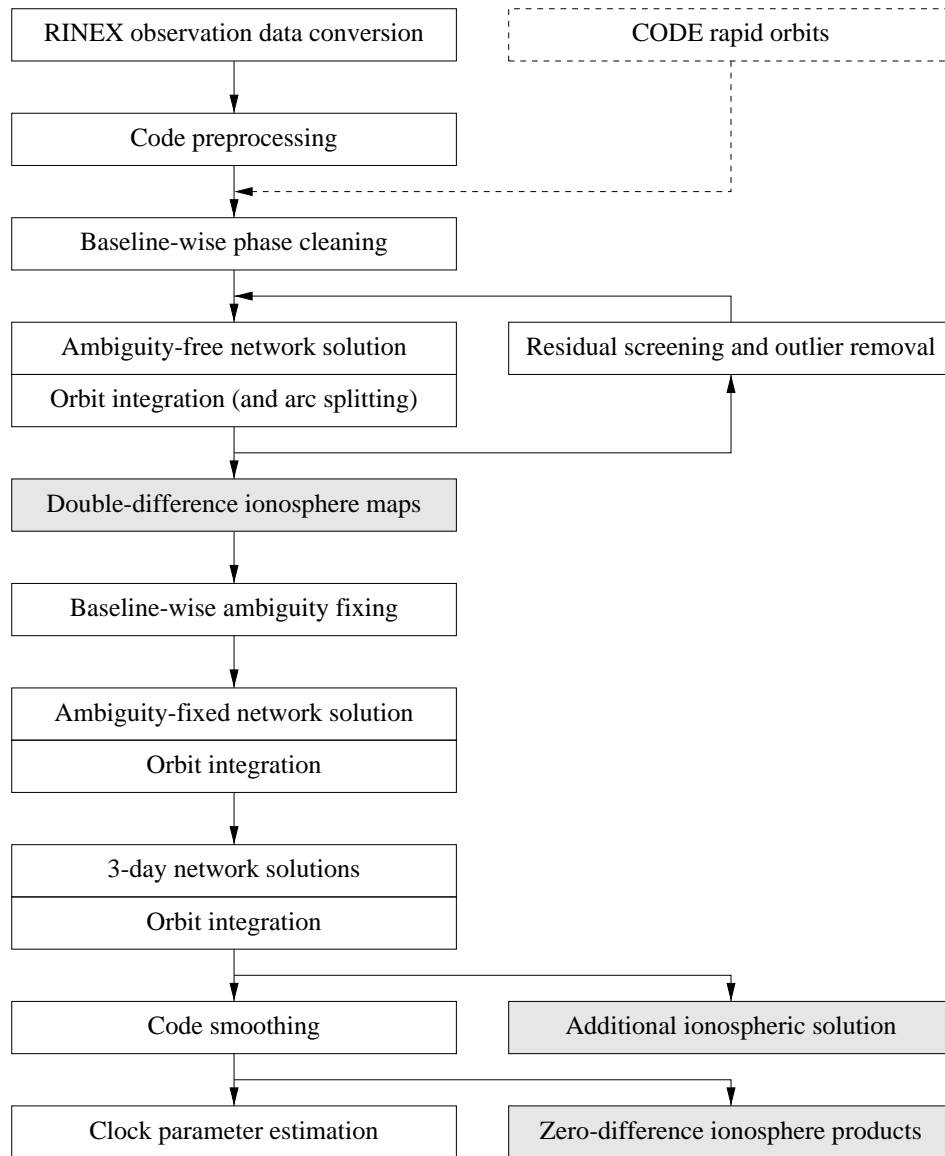 RINEX observation data conversion
CODE rapid orbits
Code preprocessing
Baseline-wise phase cleaning
Ambiguity-free network solution
Residual screening and outlier removal
Orbit integration (and arc splitting)
Double-difference ionosphere maps
Baseline-wise ambiguity fixing
Ambiguity-fixed network solution
Orbit integration
3-day network solutions
Orbit integration
Code smoothing
Additional ionospheric solution
Clock parameter estimation
Zero-difference ionosphere products